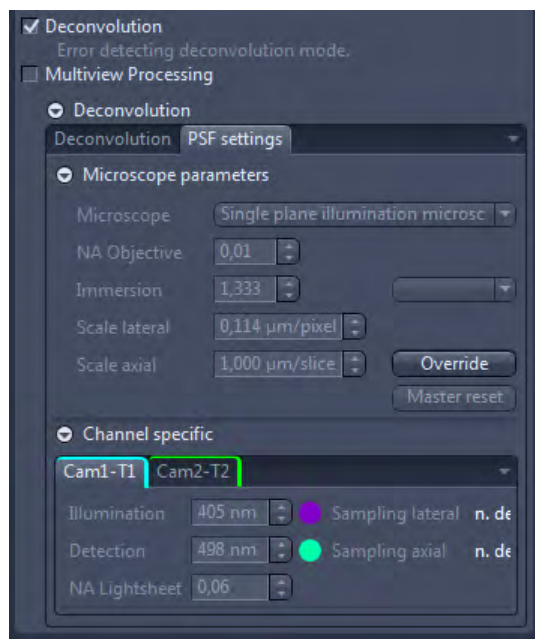 Deconvolution
Error detecting deconvolution mode.
Multiview Processing
Deconvolution
Deconvolution PSF settings
Microscope parameters
Microscope Single plane illumination microsc
NA Objective 0,01
Immersion 1,333
Scale lateral 0,114 µm/pixel
Scale axial 1,000 µm/slice Override
Master reset
Channel specific
Cam1-T1 Cam2-T2
Illumination 405 nm Sampling lateral n. de
Detection 498 nm Sampling axial n. de
NA Lightsheet 0,06